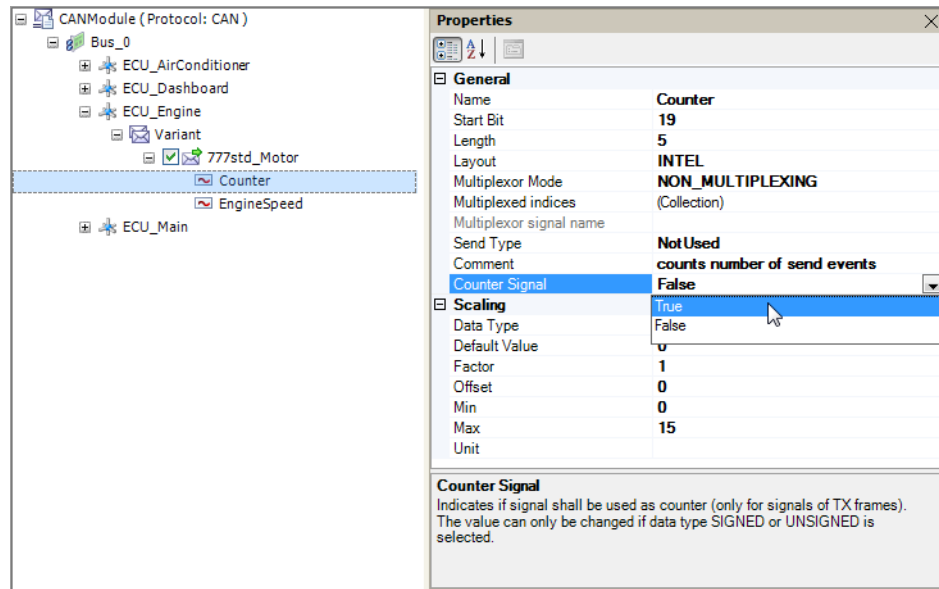 CANModule ( Protocol: CAN )
Bus_0
ECU_AirConditioner
ECU_Dashboard
ECU_Engine
Variant
777std_Motor
Counter
EngineSpeed
ECU_Main
Properties
General
Name Counter
Start Bit 19
Length 5
Layout INTEL
Multiplexor Mode NON_MULTIPLEXING
Multiplexed indices (Collection)
Multiplexor signal name
Send Type NotUsed
Comment counts number of send events
Counter Signal False
Scaling True
Data Type False
Default Value 0
Factor 1
Offset 0
Min 0
Max 15
Unit
Counter Signal
Indicates if signal shall be used as counter (only for signals of TX frames).
The value can only be changed if data type SIGNED or UNSIGNED is
selected.